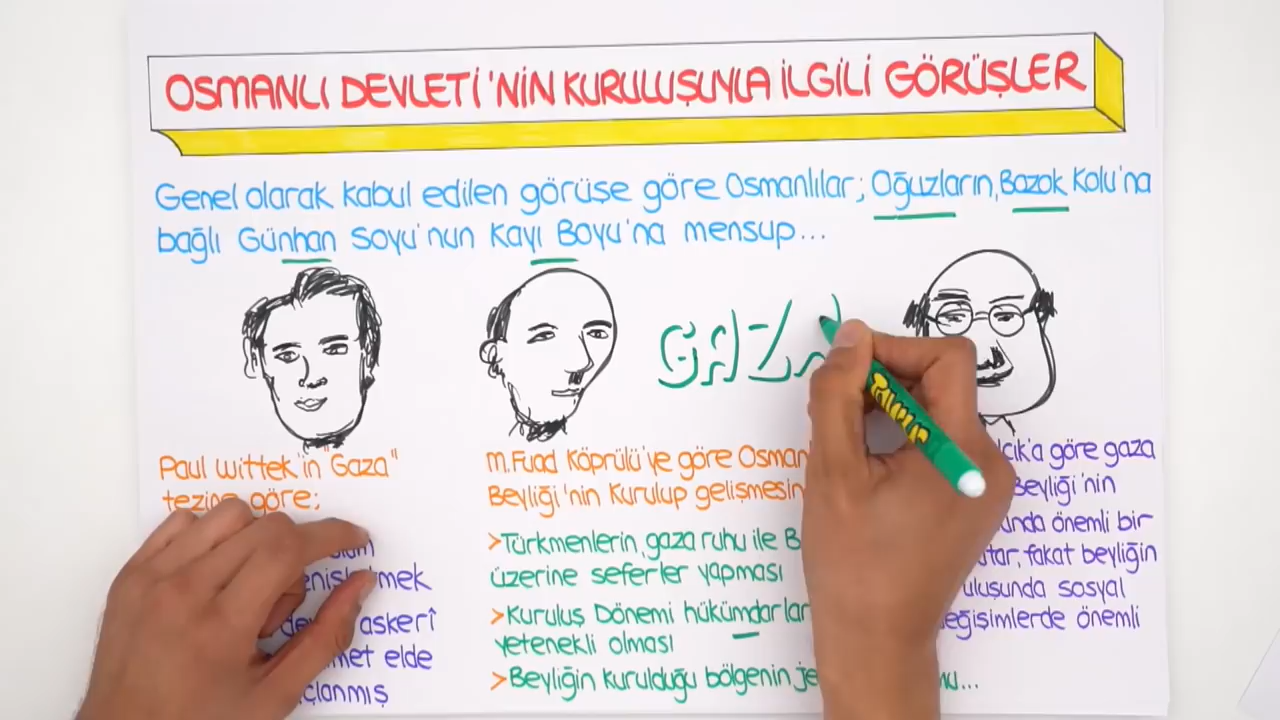 OSMANLI DEVLETİ'NİN KURULUŞUYLA İLGİLİ GÖRÜŞLER
Genel olarak kabul edilen görüşe göre Osmanlılar; Oğuzların, Bozok Kolu'na
bağlı Günhan Soyu'nun Kayı Boyu'na mensup...
GAZA
Paul Wittek'in "Gaza"
tezine göre;
askerî
elde
M.Fuad Köprülü'ye göre
Beyliği'nin Kurulup
>Türkmenlerin, gaza ruhu ile
üzerine seferler yapması
>Kuruluş Dönemi hükümdarlar
yetenekli olması
>Beyliğin kurulduğu bölgenin
göre gaza
Beyliği'nin
önemli bir
fakat beyliğin
sosyal
değişimlerde önemli